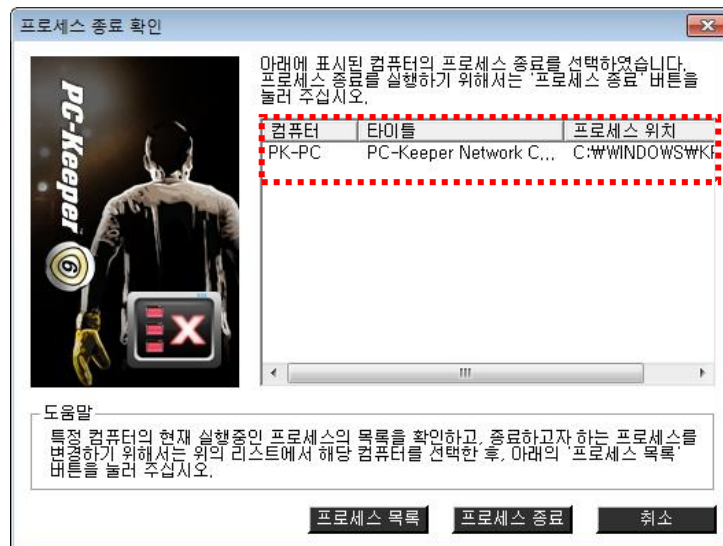 프로세스 종료 확인
아래에 표시된 컴퓨터의 프로세스 종료를 선택하였습니다.
프로세스 종료를 실행하기 위해서는 '프로세스 종료' 버튼을
눌러 주십시오.
PC-Keeper 6
컴퓨터 타이틀 프로세스 위치
PK-PC PC-Keeper Network C... C:₩WINDOWS₩
도움말
특정 컴퓨터의 현재 실행중인 프로세스의 목록을 확인하고, 종료하고자 하는 프로세스를
변경하기 위해서는 위의 리스트에서 해당 컴퓨터를 선택한 후, 아래의 '프로세스 목록'
버튼을 눌러 주십시오.
프로세스 목록 프로세스 종료 취소